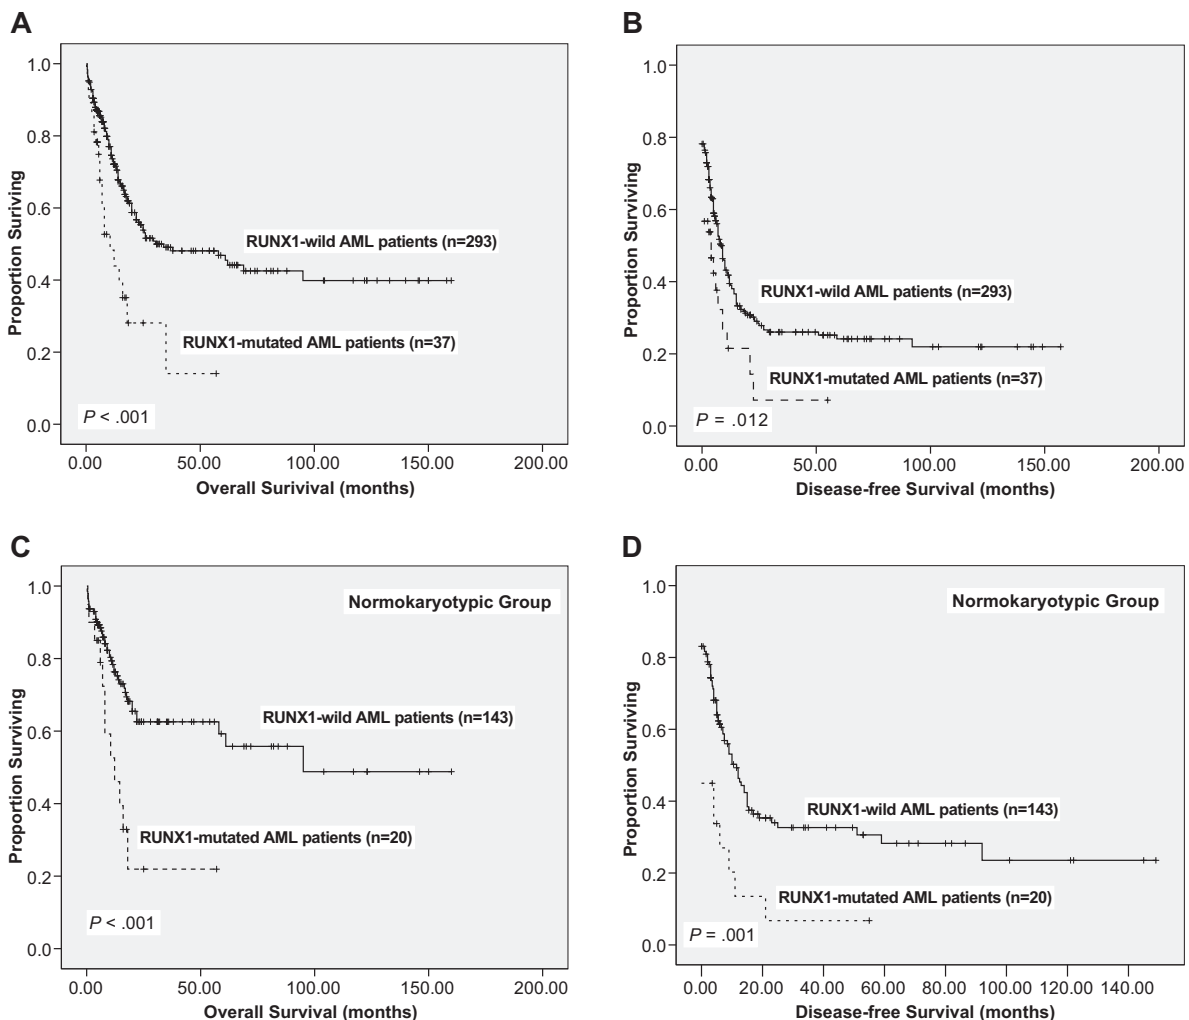 A
Proportion Suriving
1.0
0.8
0.6
0.4
0.2
0.0
RUNX1-wild AML patients (n=293)
RUNX1-mutated AML patients (n=37)
P < .001
0.00 50.00 100.00 150.00 200.00
Overall Surivival (months)
B
Proportion Suriving
1.0
0.8
0.6
0.4
0.2
0.0
RUNX1-wild AML patients (n=293)
RUNX1-mutated AML patients (n=37)
P = .012
0.00 50.00 100.00 150.00 200.00
Disease-free Survival (months)
C
Proportion Surviving
1.0
0.8
0.6
0.4
0.2
0.0
Normokaryotypic Group
RUNX1-wild AML patients (n=143)
RUNX1-mutated AML patients (n=20)
P < .001
0.00 50.00 100.00 150.00 200.00
Overall Survival (months)
D
Proportion Surviving
1.0
0.8
0.6
0.4
0.2
0.0
Normokaryotypic Group
RUNX1-wild AML patients (n=143)
RUNX1-mutated AML patients (n=20)
P = .001
0.00 20.00 40.00 60.00 80.00 100.00 120.00 140.00
Disease-free Survival (months)